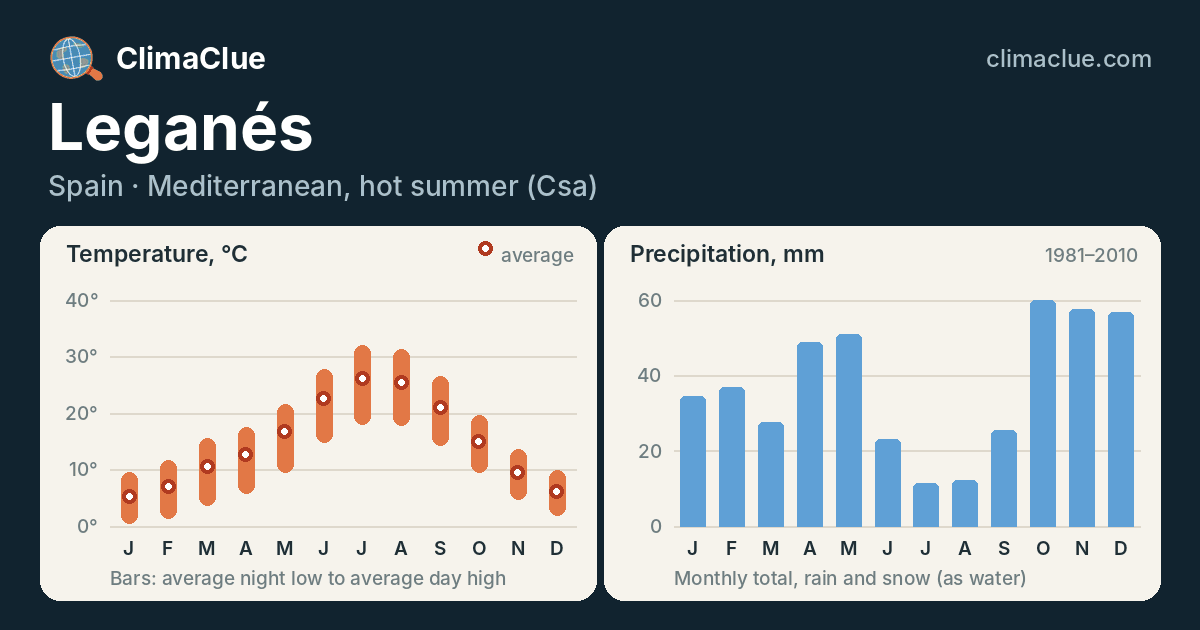 ClimaClue
climaclue.com
Leganés
Spain · Mediterranean, hot summer (Csa)
Temperature, °C
average
40°
30°
20°
10°
0°
J F M A M J J A S O N D
Bars: average night low to average day high
Precipitation, mm
1981–2010
60
40
20
0
J F M A M J J A S O N D
Monthly total, rain and snow (as water)